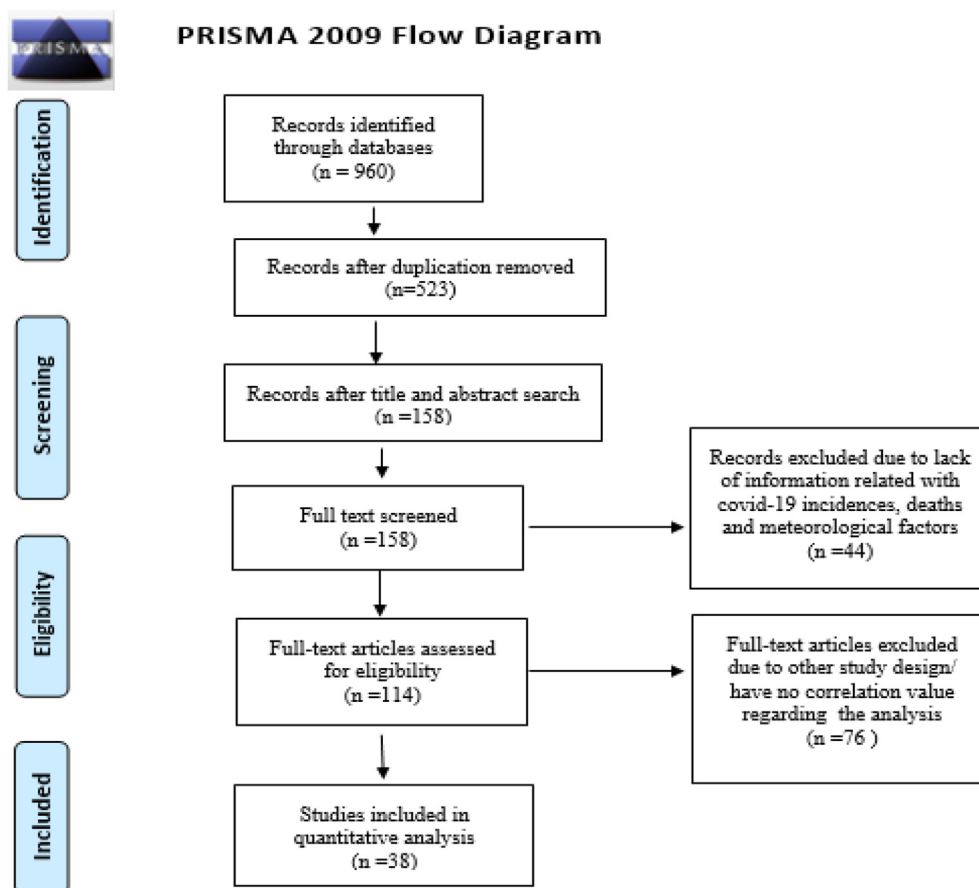 PRISMA
PRISMA 2009 Flow Diagram
Identification
Records identified
through databases
(n = 960)
Records after duplication removed
(n=523)
Screening
Records after title and abstract search
(n =158)
Full text screened
(n =158)
Records excluded due to lack
of information related with
covid-19 incidences, deaths
and meteorological factors
(n =44)
Eligibility
Full-text articles assessed
for eligibility
(n =114)
Full-text articles excluded
due to other study design/
have no correlation value
regarding the analysis
(n =76 )
Included
Studies included in
quantitative analysis
(n =38)